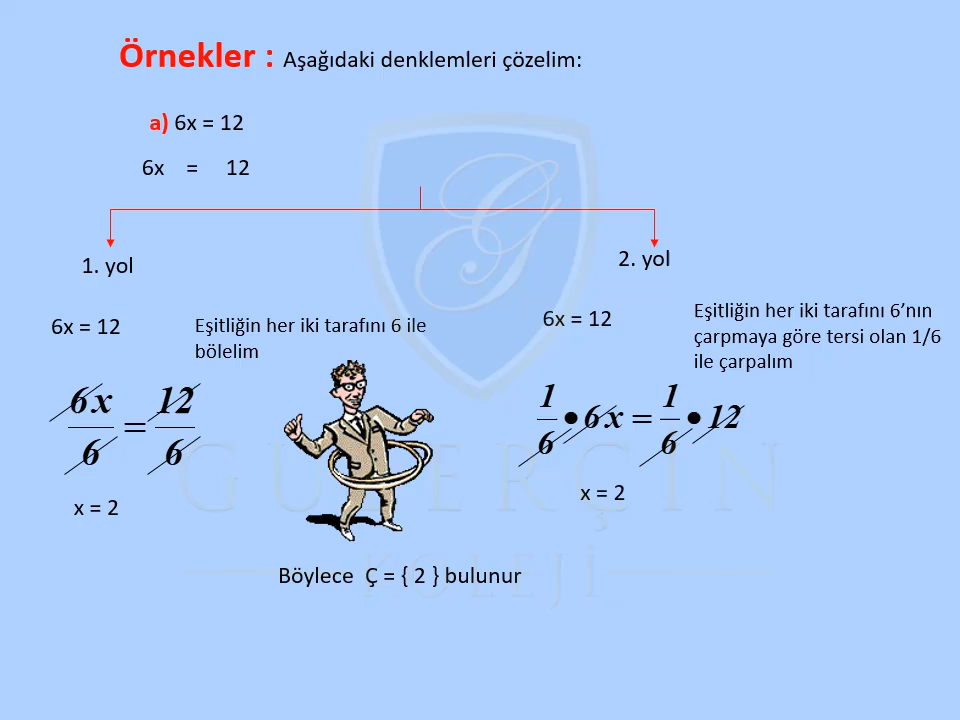 Örnekler : Aşağıdaki denklemleri çözelim:
a) 6x = 12
6x = 12
1. yol
2. yol
6x = 12
Eşitliğin her iki tarafını 6 ile
bölelim
6x/6 = 12/6
x = 2
6x = 12
Eşitliğin her iki tarafını 6’nın
çarpmaya göre tersi olan 1/6
ile çarpalım
1/6 • 6x = 1/6 • 12
x = 2
Böylece Ç = { 2 } bulunur
KOLEJİ